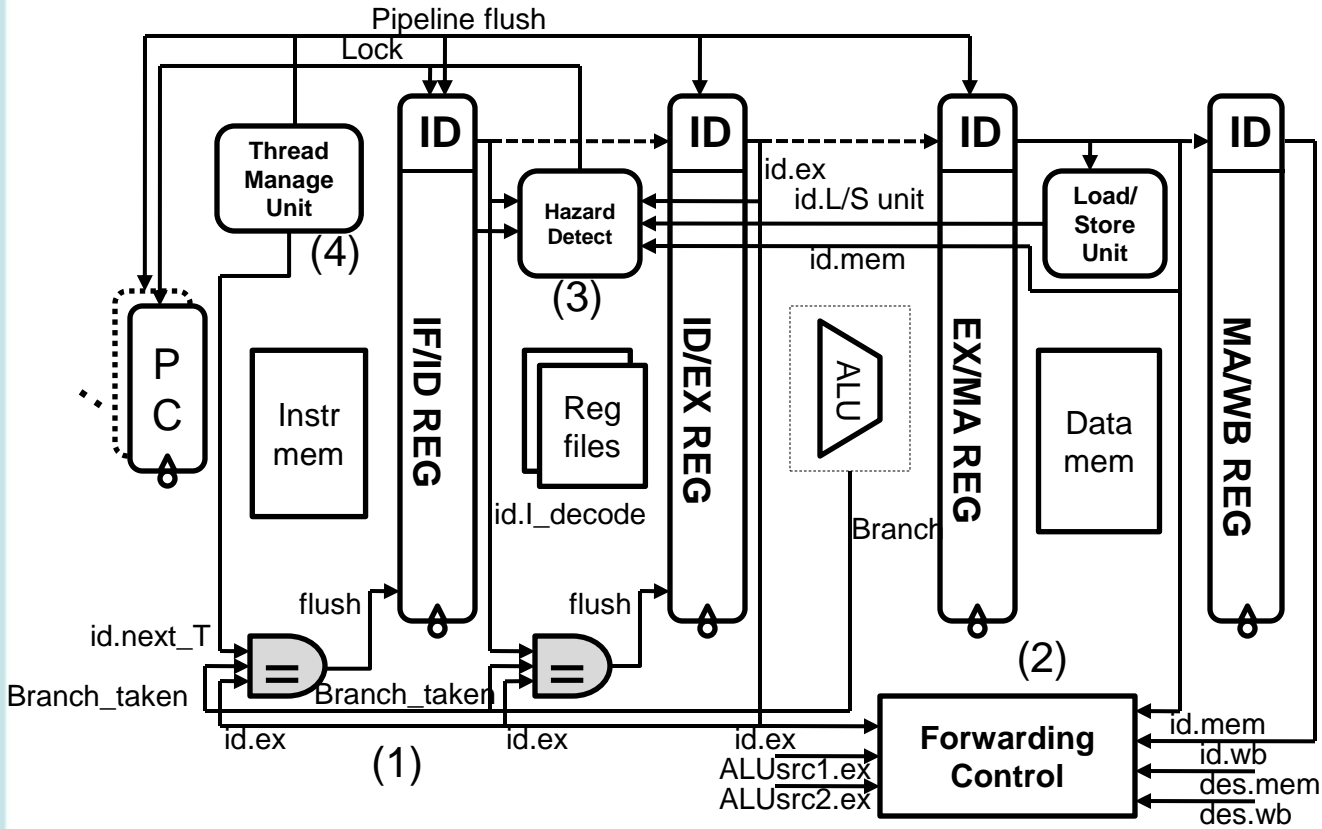 Pipeline flush
Lock
ID
ID
ID
ID
Thread
Manage
Unit
(4)
Hazard
Detect
(3)
id.ex
id.L/S unit
id.mem
Load/
Store
Unit
P
C
Instr
mem
IF/ID REG
Reg
files
id.I_decode
ID/EX REG
ALU
Branch
EX/MA REG
Data
mem
MA/WB REG
flush
flush
id.next_T
=
=
Branch_taken
Branch_taken
id.ex
(1)
id.ex
id.ex
ALUsrc1.ex
ALUsrc2.ex
(2)
Forwarding
Control
id.mem
id.wb
des.mem
des.wb